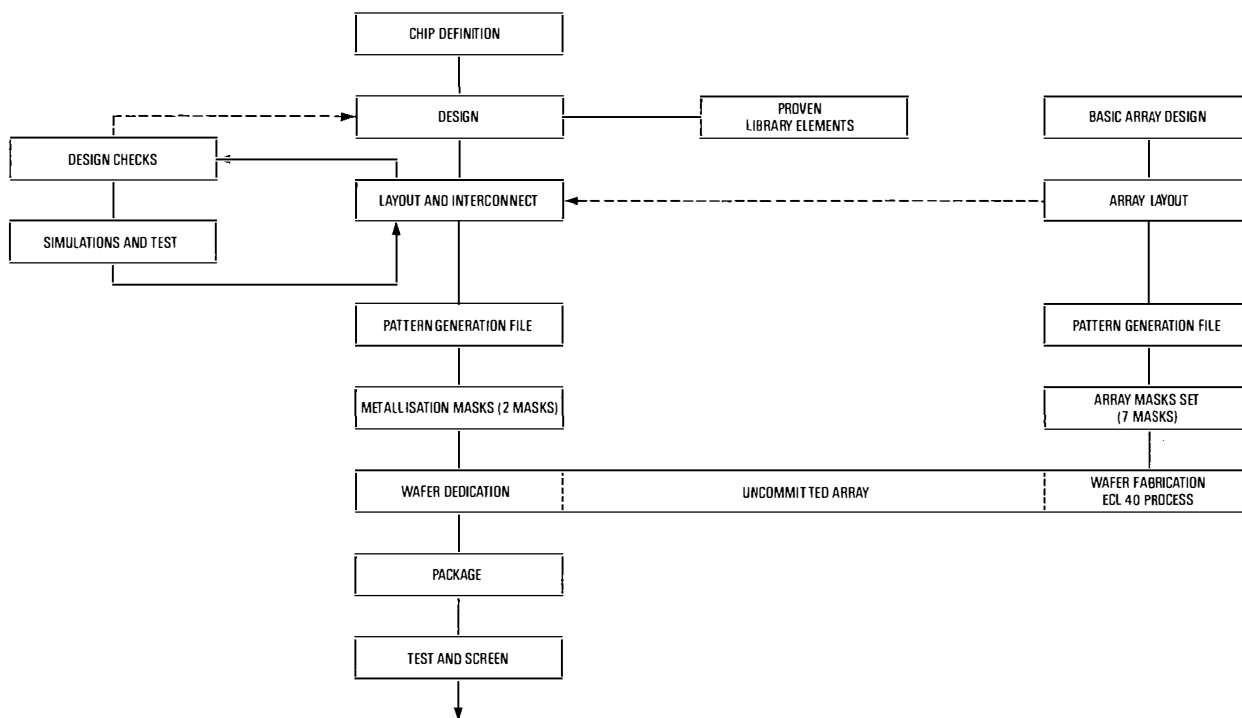 CHIP DEFINITION
DESIGN
PROVEN
LIBRARY ELEMENTS
BASIC ARRAY DESIGN
DESIGN CHECKS
LAYOUT AND INTERCONNECT
ARRAY LAYOUT
SIMULATIONS AND TEST
PATTERN GENERATION FILE
PATTERN GENERATION FILE
METALLISATION MASKS (2 MASKS)
ARRAY MASKS SET
(7 MASKS)
WAFER DEDICATION
UNCOMMITTED ARRAY
WAFER FABRICATION
ECL 40 PROCESS
PACKAGE
TEST AND SCREEN